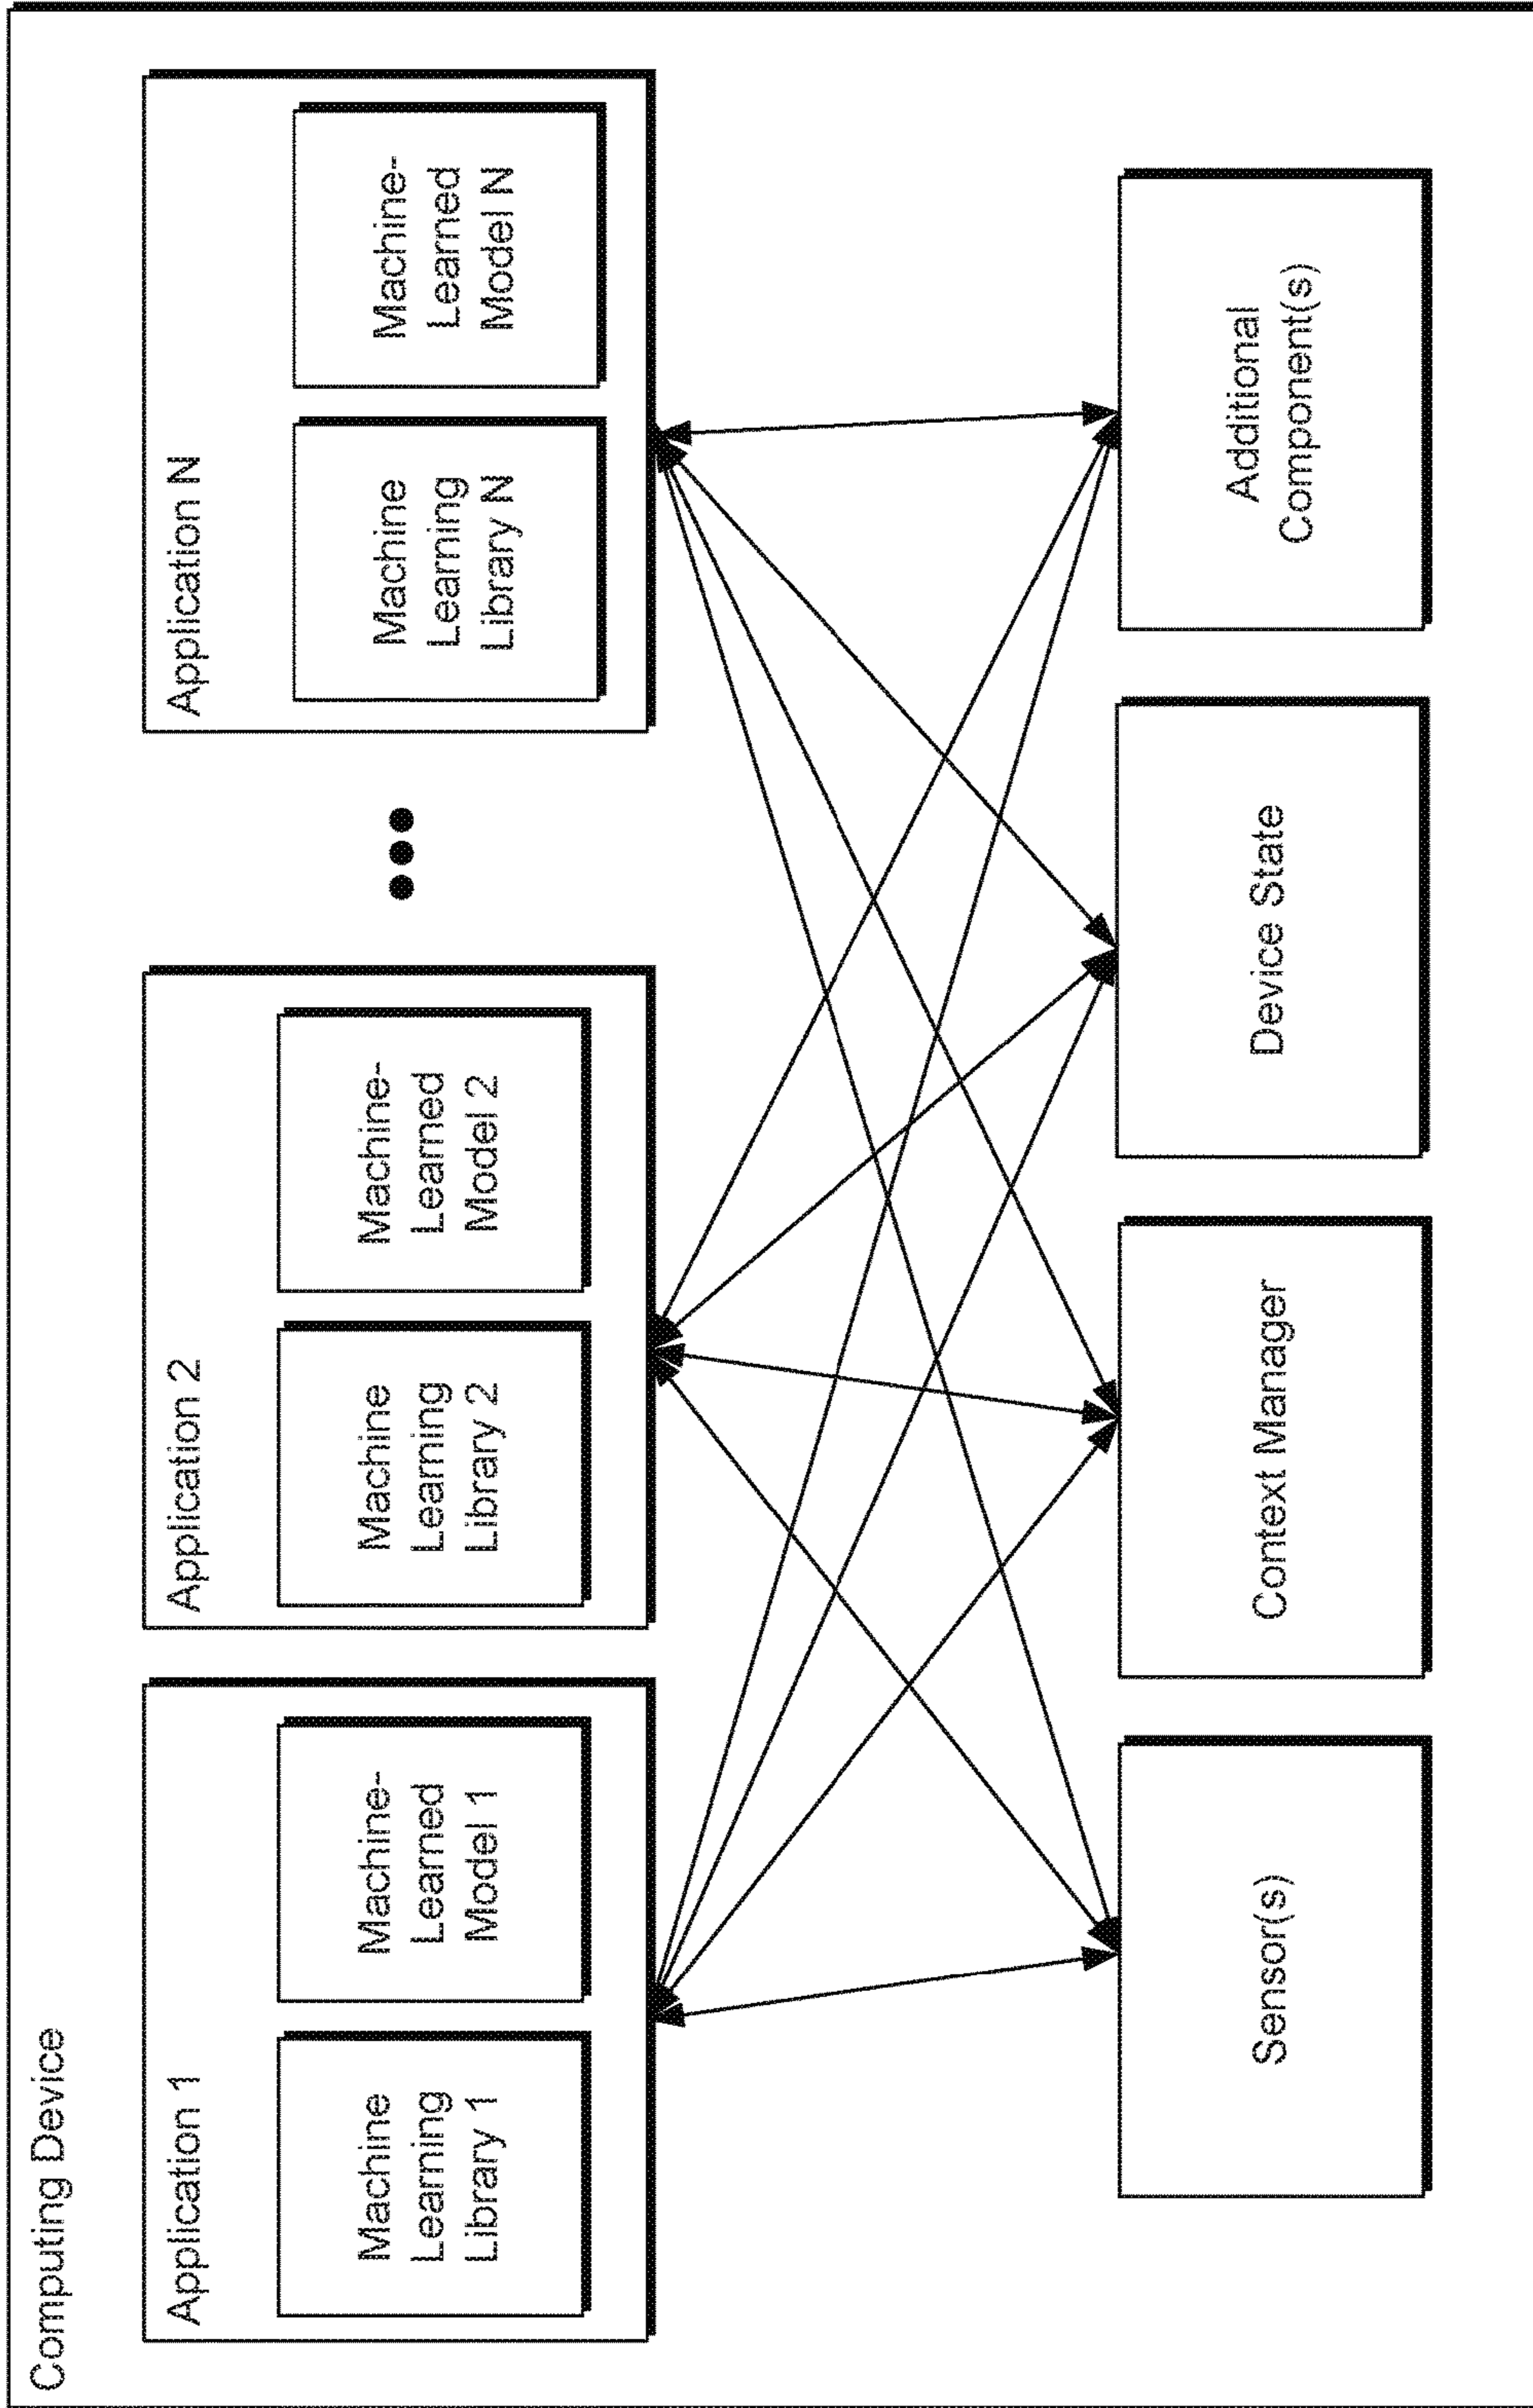 Computing Device
Application 1
Machine
Learning
Library 1
Machine-
Learned
Model 1
Application 2
Machine
Learning
Library 2
Machine-
Learned
Model 2
Application N
Machine
Learning
Library N
Machine-
Learned
Model N
Sensor(s)
Context Manager
Device State
Additional
Component(s)